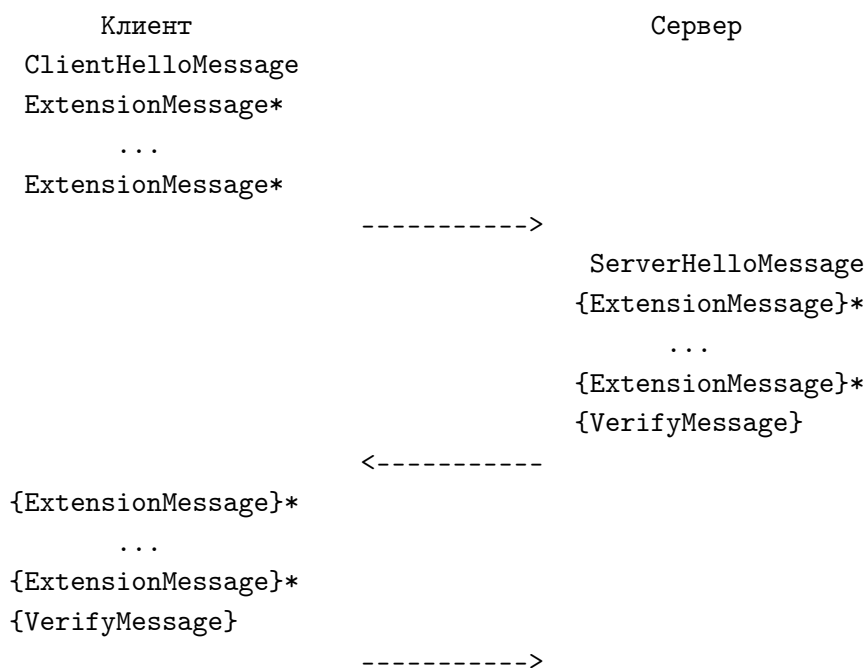 Клиент Сервер
ClientHelloMessage
ExtensionMessage*
...
ExtensionMessage*
----------->
ServerHelloMessage
{ExtensionMessage}*
...
{ExtensionMessage}*
{VerifyMessage}
<-----------
{ExtensionMessage}*
...
{ExtensionMessage}*
{VerifyMessage}
----------->